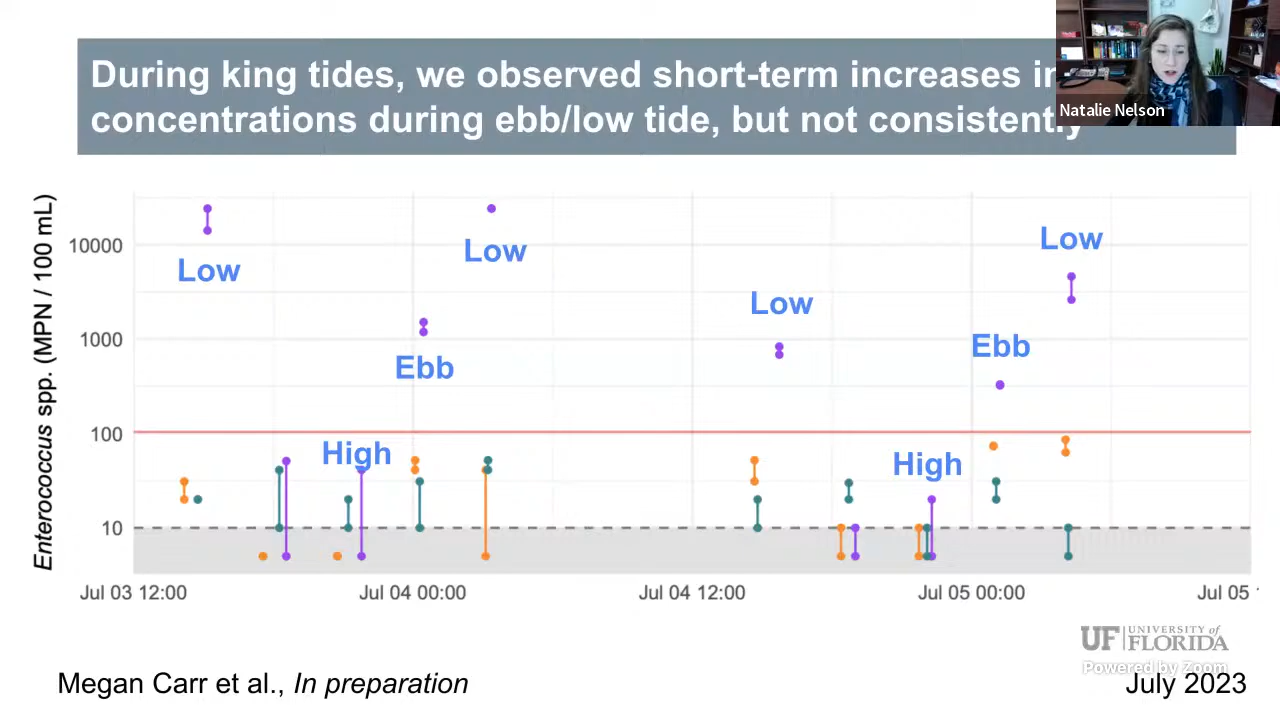 During king tides, we observed short-term increases in
concentrations during ebb/low tide, but not consistently
Natalie Nelson
Enterococcus spp. (MPN / 100 mL)
10000
1000
100
10
Low
Low
Low
Low
Ebb
Ebb
High
High
Jul 03 12:00
Jul 04 00:00
Jul 04 12:00
Jul 05 00:00
Jul 05
UF UNIVERSITY of
FLORIDA
Powered by Zoom
Megan Carr et al., In preparation
July 2023